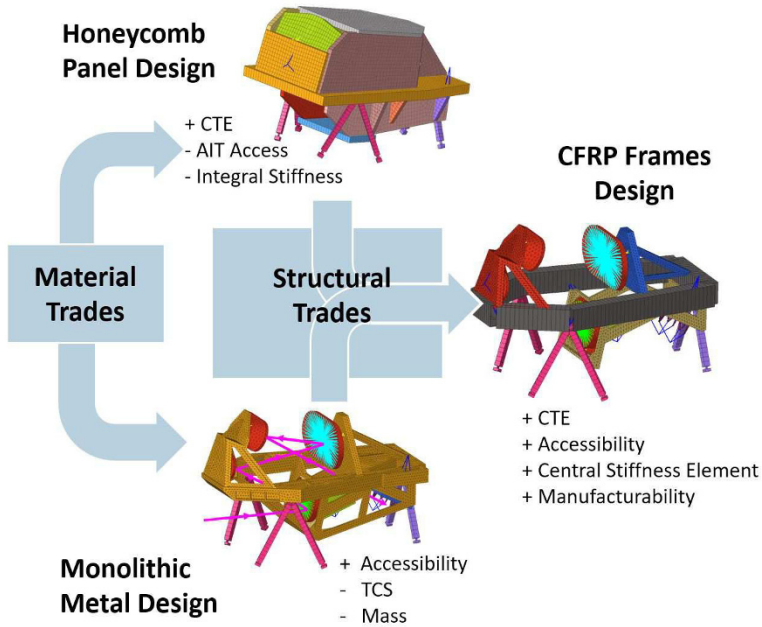 Honeycomb
Panel Design
+ CTE
- AIT Access
- Integral Stiffness
CFRP Frames
Design
Material
Trades
Structural
Trades
+ CTE
+ Accessibility
+ Central Stiffness Element
+ Manufacturability
Monolithic
Metal Design
+ Accessibility
- TCS
- Mass